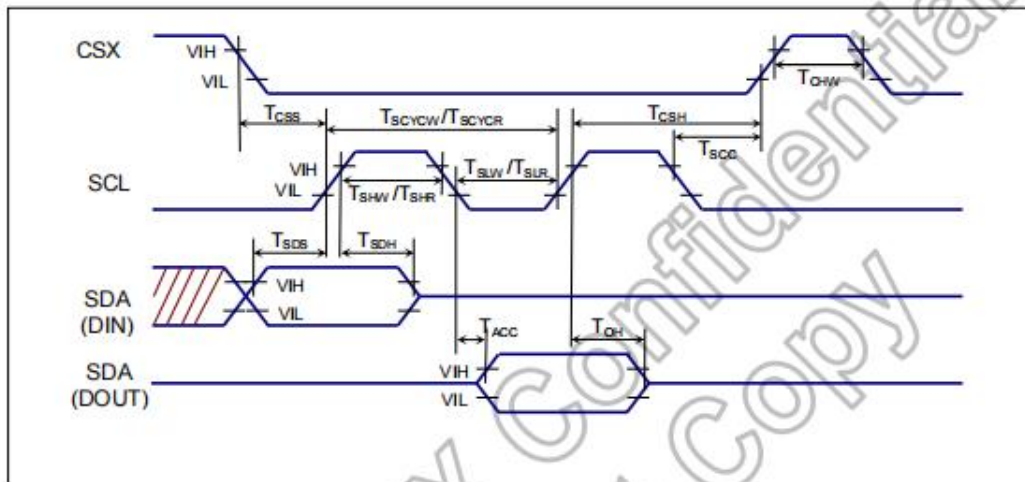 CSX
VIH
VIL
TCHW
TCSS
TSCYCW/TSCYCR
TCSH
TSCC
SCL
VIH
VIL
TSHW/TSHR
TSLW/TSLR
TSDS
TSDH
SDA
(DIN)
VIH
VIL
TACC
TOH
SDA
(DOUT)
VIH
VIL
Confidential
Copy